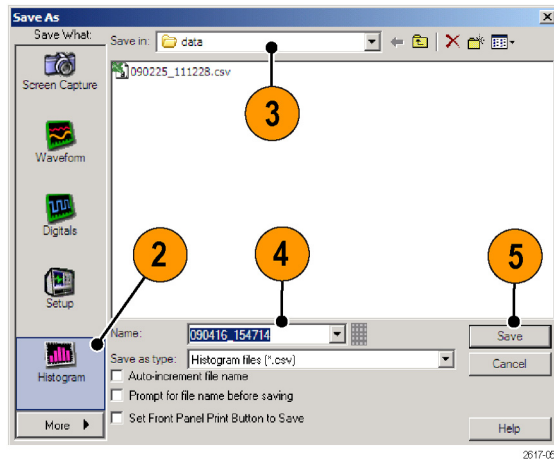 Save As
Save What:
Save in: data
Screen Capture
090225_111228.csv
3
Waveform
Digitals
2
4
5
Setup
Name: 090416_154714
Save
Save as type: Histogram files (*.csv)
Cancel
Histogram
Auto-increment file name
Prompt for file name before saving
Set Front Panel Print Button to Save
More
Help